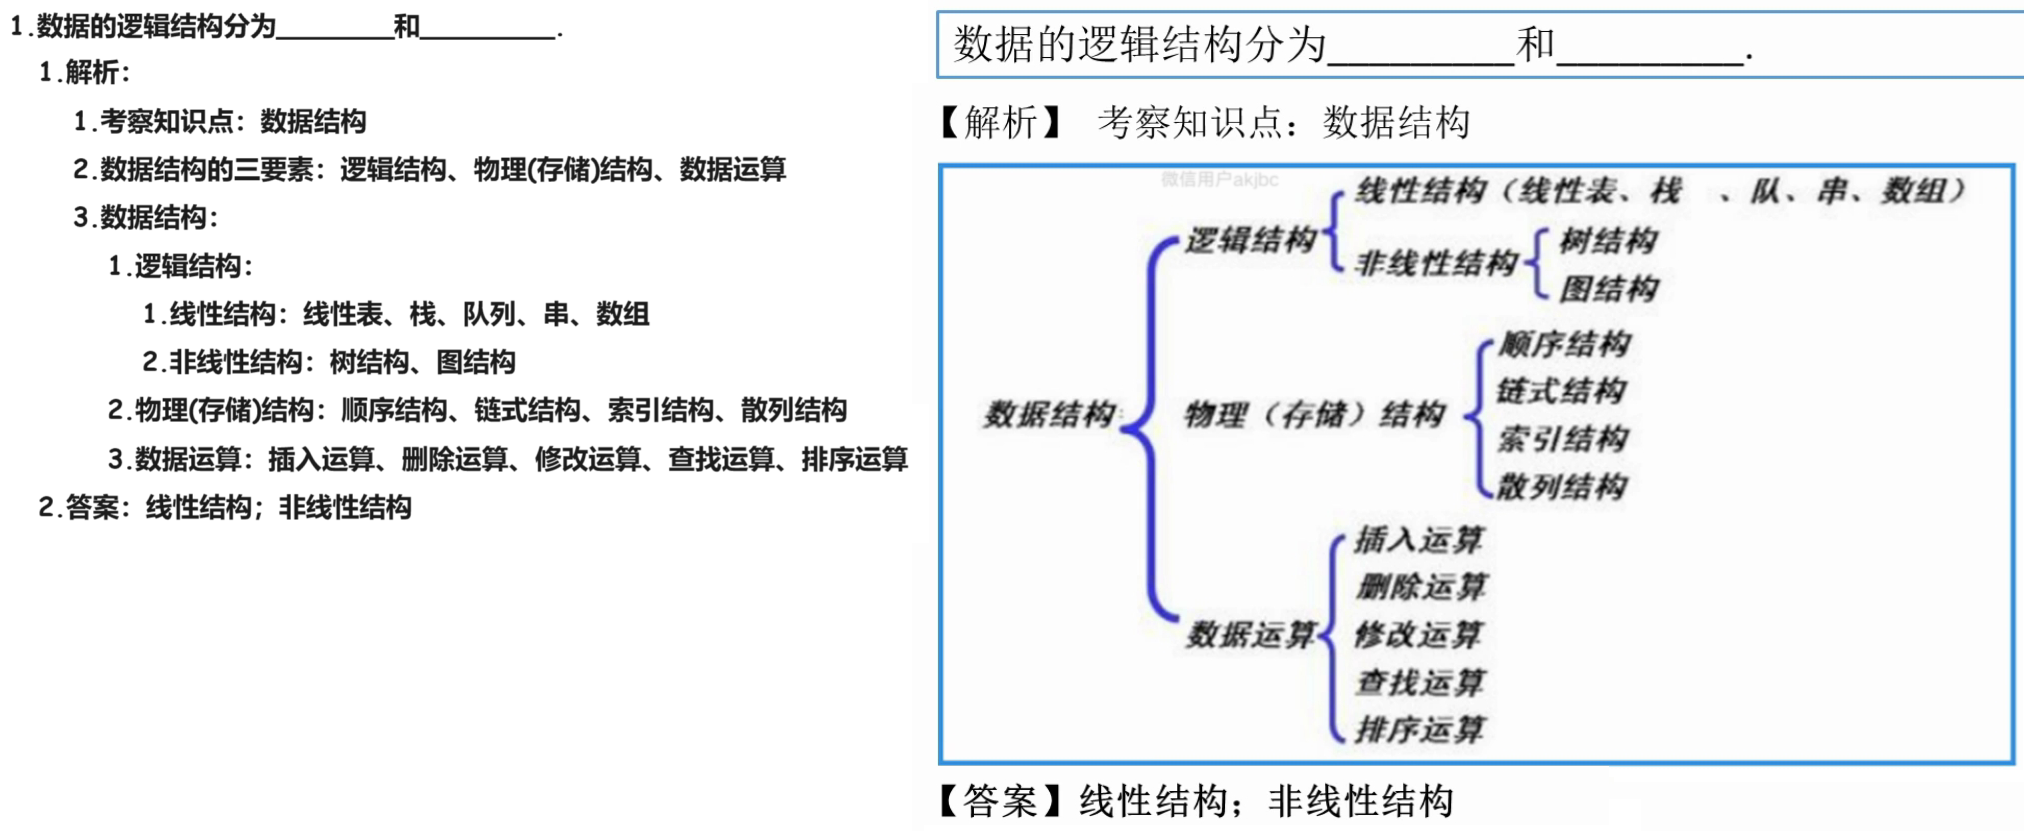 1.数据的逻辑结构分为_________和__________.
1.解析：
1.考察知识点：数据结构
2.数据结构的三要素：逻辑结构、物理(存储)结构、数据运算
3.数据结构：
1.逻辑结构：
1.线性结构：线性表、栈、队列、串、数组
2.非线性结构：树结构、图结构
2.物理(存储)结构：顺序结构、链式结构、索引结构、散列结构
3.数据运算：插入运算、删除运算、修改运算、查找运算、排序运算
2.答案：线性结构；非线性结构
数据的逻辑结构分为_________和_________.
【解析】 考察知识点：数据结构
微信用户akjbc
线性结构（线性表、栈 、队、串、数组）
逻辑结构
非线性结构
树结构
图结构
数据结构：
物理（存储）结构
顺序结构
链式结构
索引结构
散列结构
数据运算
插入运算
删除运算
修改运算
查找运算
排序运算
【答案】线性结构；非线性结构